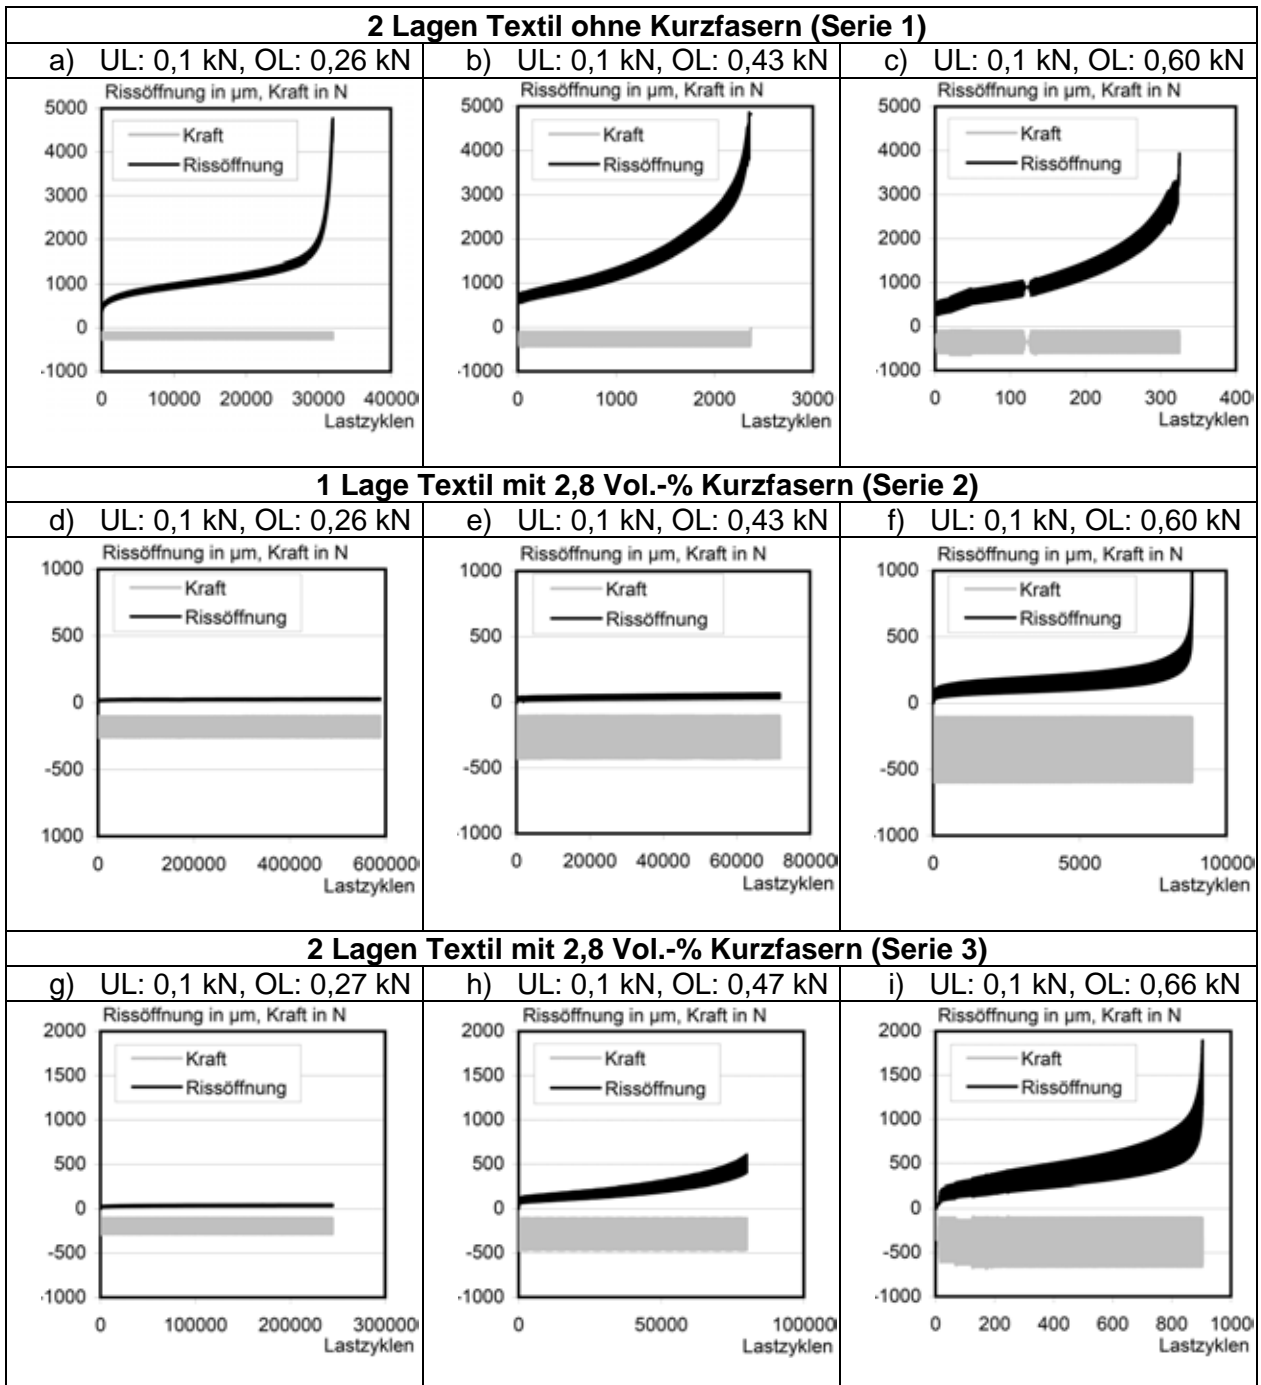 2 Lagen Textil ohne Kurzfasern (Serie 1)
a) UL: 0,1 kN, OL: 0,26 kN
b) UL: 0,1 kN, OL: 0,43 kN
c) UL: 0,1 kN, OL: 0,60 kN
Rissöffnung in µm, Kraft in N
5000
4000
3000
2000
1000
0
-1000
Kraft
Rissöffnung
0 10000 20000 30000 40000
Lastzyklen
Rissöffnung in µm, Kraft in N
5000
4000
3000
2000
1000
0
-1000
Kraft
Rissöffnung
0 1000 2000 3000
Lastzyklen
Rissöffnung in µm, Kraft in N
5000
4000
3000
2000
1000
0
-1000
Kraft
Rissöffnung
0 100 200 300 400
Lastzyklen
1 Lage Textil mit 2,8 Vol.-% Kurzfasern (Serie 2)
d) UL: 0,1 kN, OL: 0,26 kN
e) UL: 0,1 kN, OL: 0,43 kN
f) UL: 0,1 kN, OL: 0,60 kN
Rissöffnung in µm, Kraft in N
1000
500
0
-500
1000
Kraft
Rissöffnung
0 200000 400000 600000
Lastzyklen
Rissöffnung in µm, Kraft in N
1000
500
0
-500
-1000
Kraft
Rissöffnung
0 20000 40000 60000 80000
Lastzyklen
Rissöffnung in µm, Kraft in N
1000
500
0
-500
-1000
Kraft
Rissöffnung
0 5000 10000
Lastzyklen
2 Lagen Textil mit 2,8 Vol.-% Kurzfasern (Serie 3)
g) UL: 0,1 kN, OL: 0,27 kN
h) UL: 0,1 kN, OL: 0,47 kN
i) UL: 0,1 kN, OL: 0,66 kN
Rissöffnung in µm, Kraft in N
2000
1500
1000
500
0
-500
-1000
Kraft
Rissöffnung
0 100000 200000 300000
Lastzyklen
Rissöffnung in µm, Kraft in N
2000
1500
1000
500
0
-500
-1000
Kraft
Rissöffnung
0 50000 100000
Lastzyklen
Rissöffnung in µm, Kraft in N
2000
1500
1000
500
0
-500
-1000
Kraft
Rissöffnung
0 200 400 600 800 1000
Lastzyklen